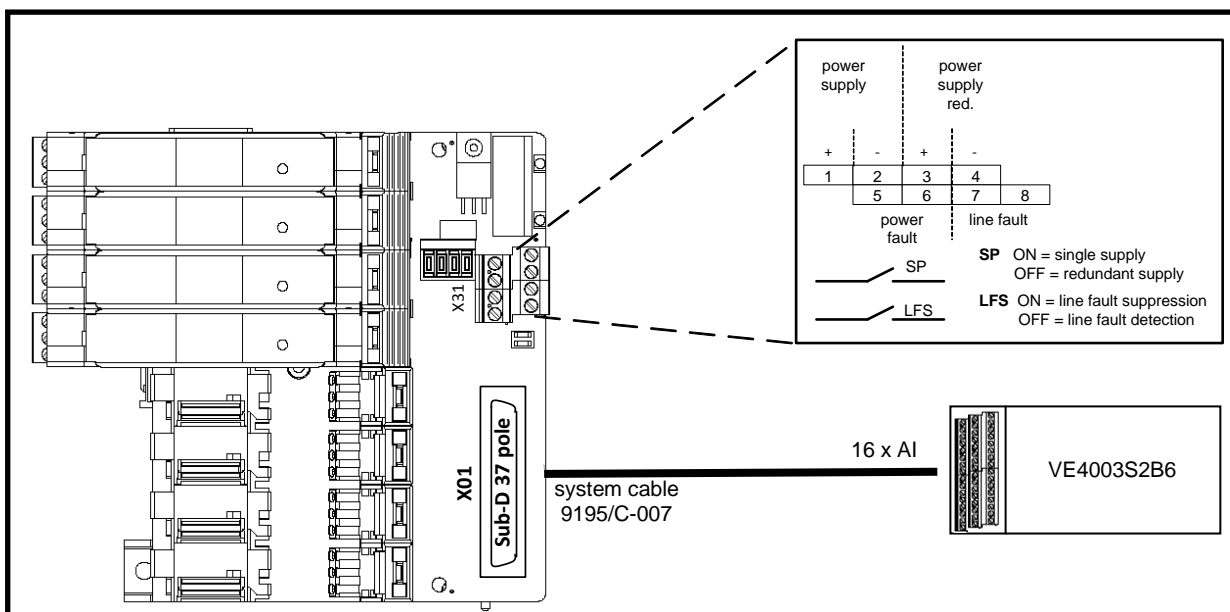 power
supply
power
supply
red.
+ - + -
1 2 3 4
5 6 7 8
power
fault
line fault
SP
SP ON = single supply
OFF = redundant supply
LFS
LFS ON = line fault suppression
OFF = line fault detection
X31
X01
Sub-D 37 pole
16 x AI
system cable
9195/C-007
VE4003S2B6